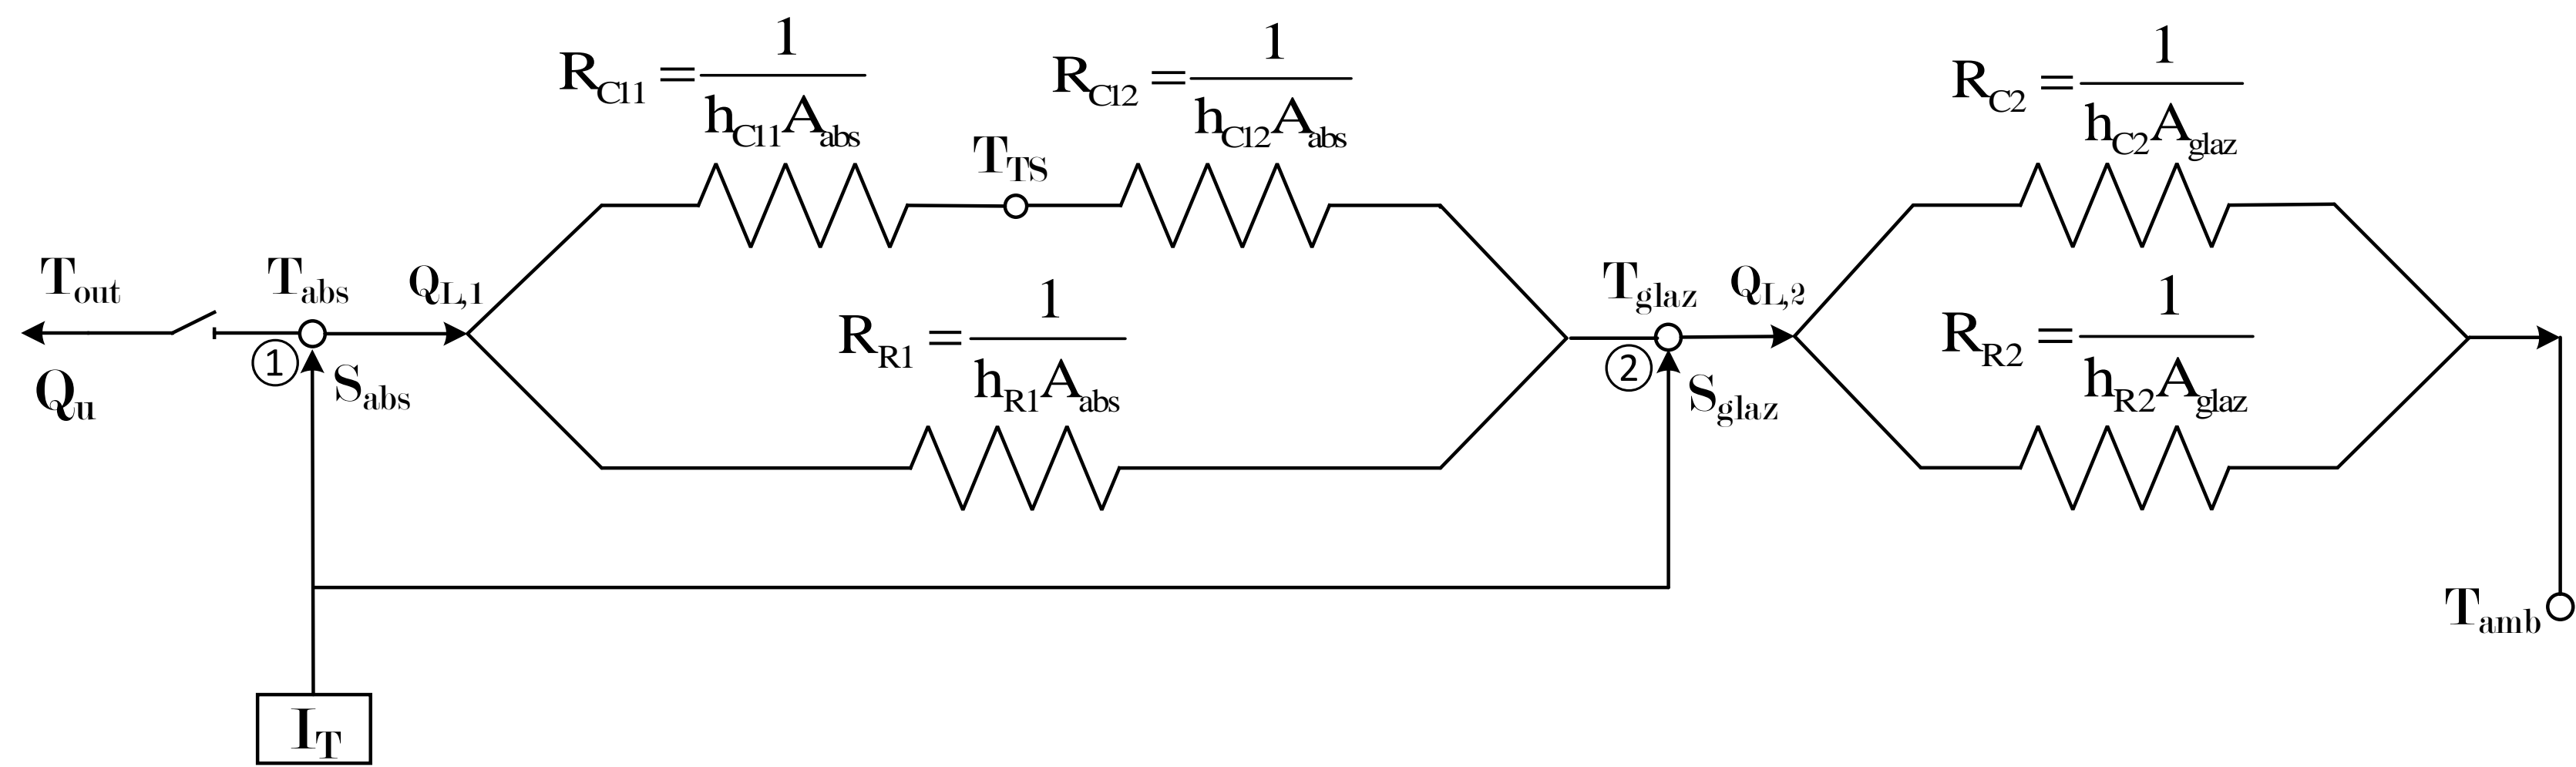 R_C11 = 1 / h_C11 A_abs
R_C12 = 1 / h_C12 A_abs
R_C2 = 1 / h_C2 A_glaz
T_TS
T_out
T_abs
Q_L,1
R_R1 = 1 / h_R1 A_abs
T_glaz
Q_L,2
R_R2 = 1 / h_R2 A_glaz
①
②
Q_u
S_abs
S_glaz
T_amb
I_T